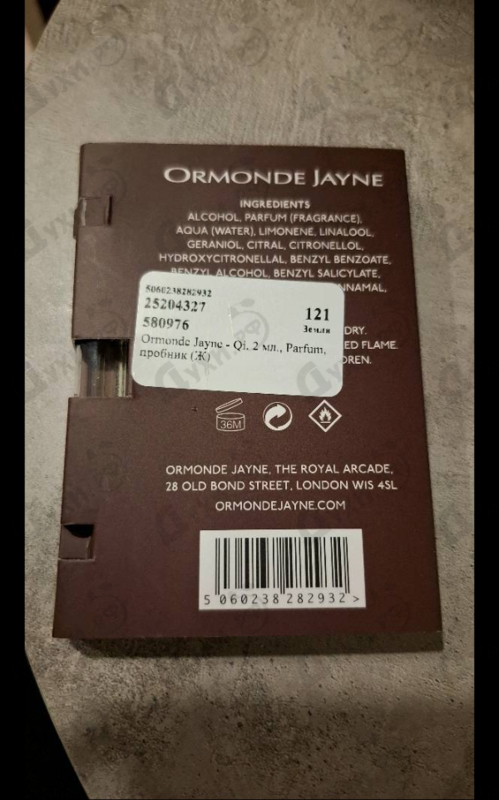 ORMONDE JAYNE
INGREDIENTS
ALCOHOL, PARFUM (FRAGRANCE),
AQUA (WATER), LIMONENE, LINALOOL,
GERANIOL, CITRAL, CITRONELLOL,
HYDROXYCITRONELLAL, BENZYL BENZOATE,
BENZYL ALCOHOL, BENZYL SALICYLATE,
5060238282932
25204327 121
580976 Земля
Ormonde Jayne - Qi. 2 мл., Parfum,
пробник (Ж)
FLAME.
36M
ORMONDE JAYNE, THE ROYAL ARCADE,
28 OLD BOND STREET, LONDON W1S 4SL
ORMONDEJAYNE.COM
5 060238 282932 >